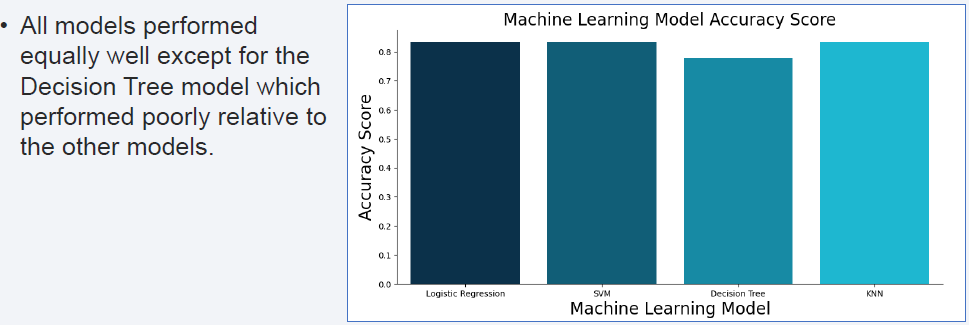 • All models performed
equally well except for the
Decision Tree model which
performed poorly relative to
the other models.
Machine Learning Model Accuracy Score
Accuracy Score
0.8
0.7
0.6
0.5
0.4
0.3
0.2
0.1
0.0
Logistic Regression SVM Decision Tree KNN
Machine Learning Model